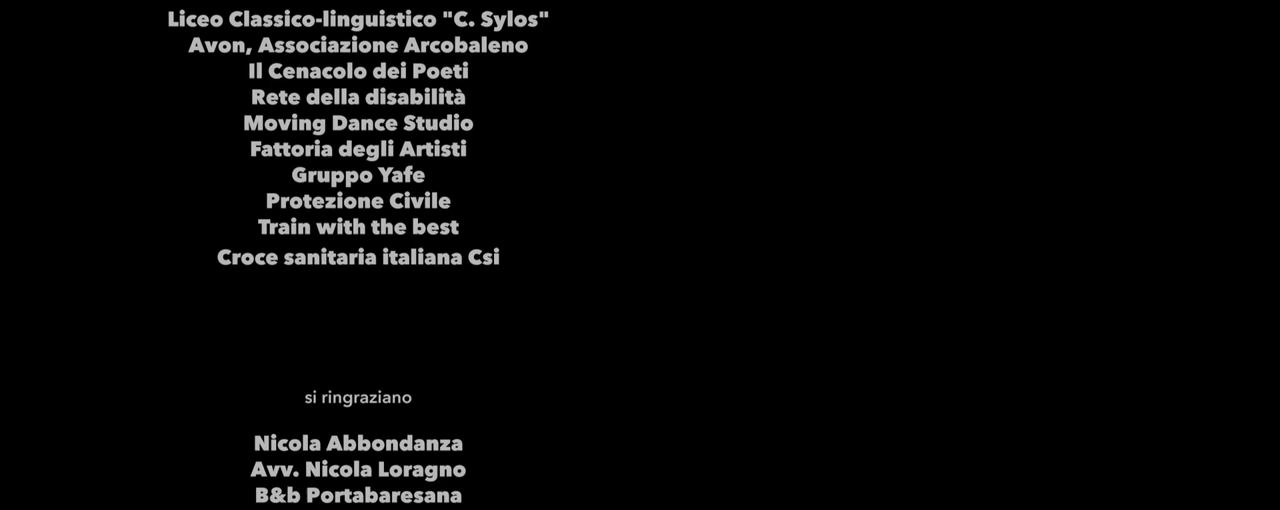 Liceo Classico-linguistico "C. Sylos"
Avon, Associazione Arcobaleno
Il Cenacolo dei Poeti
Rete della disabilità
Moving Dance Studio
Fattoria degli Artisti
Gruppo Yafe
Protezione Civile
Train with the best
Croce sanitaria italiana Csi
si ringraziano
Nicola Abbondanza
Avv. Nicola Loragno
B&b Portabaresana